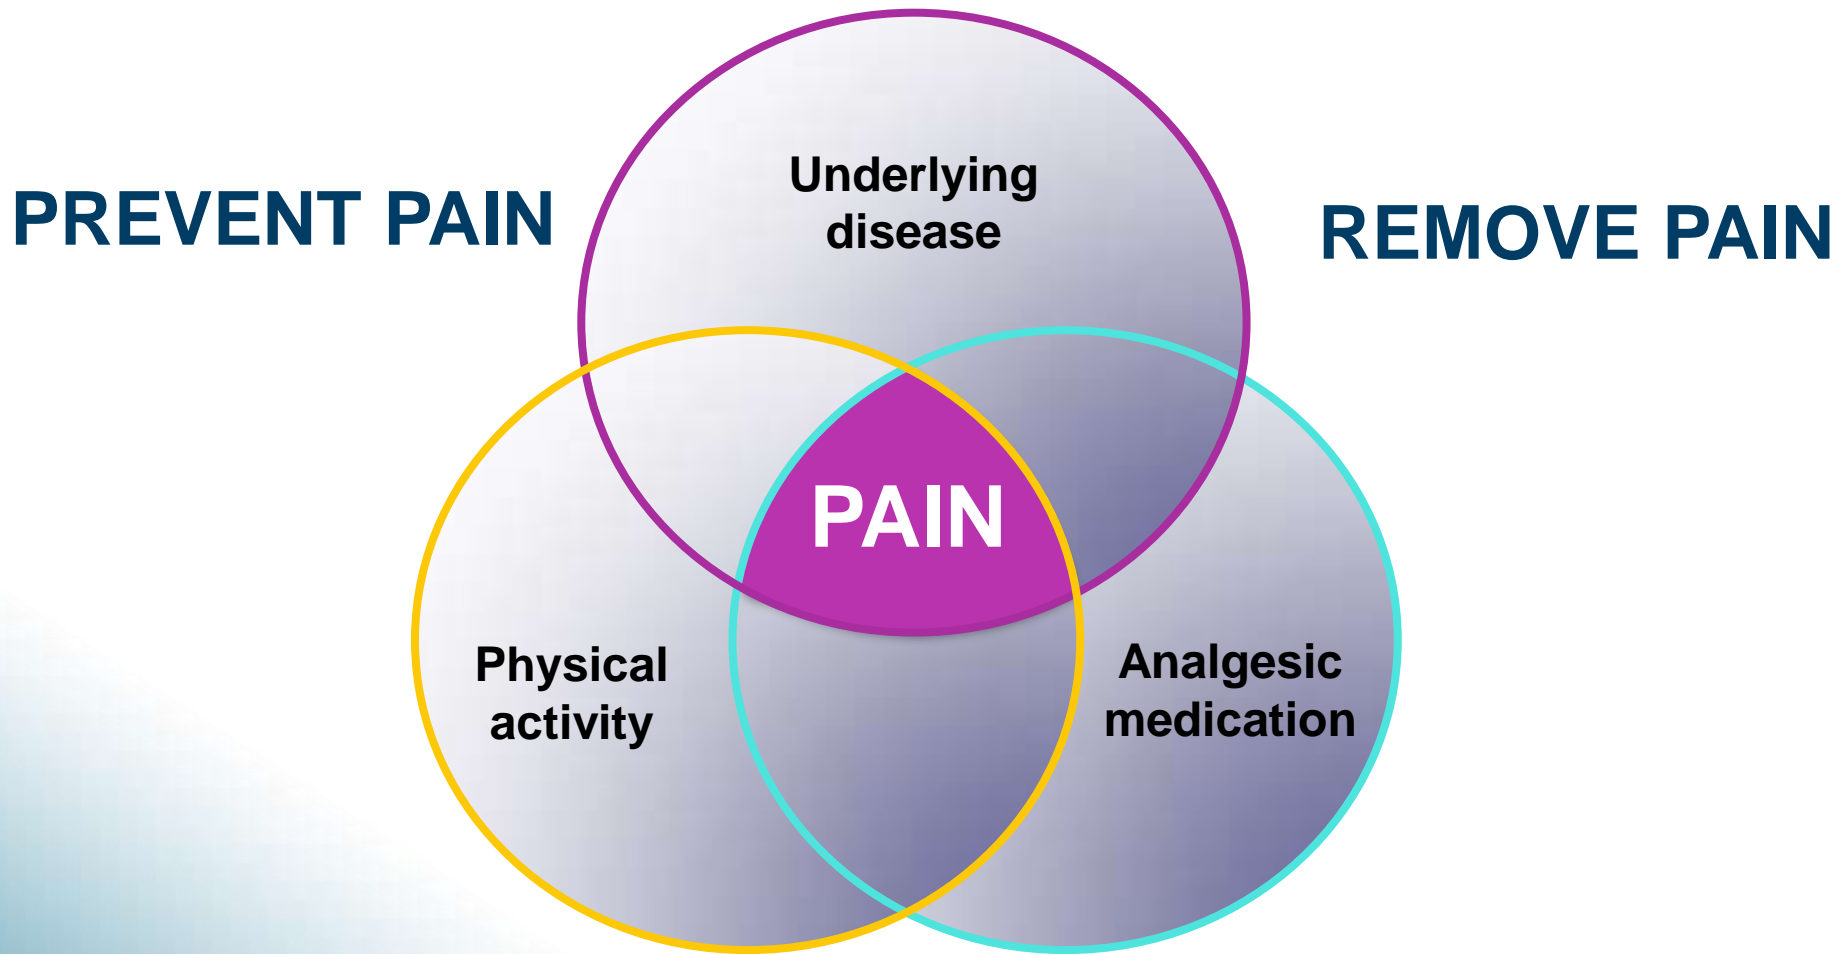 PREVENT PAIN
Underlying
disease
REMOVE PAIN
PAIN
Physical
activity
Analgesic
medication